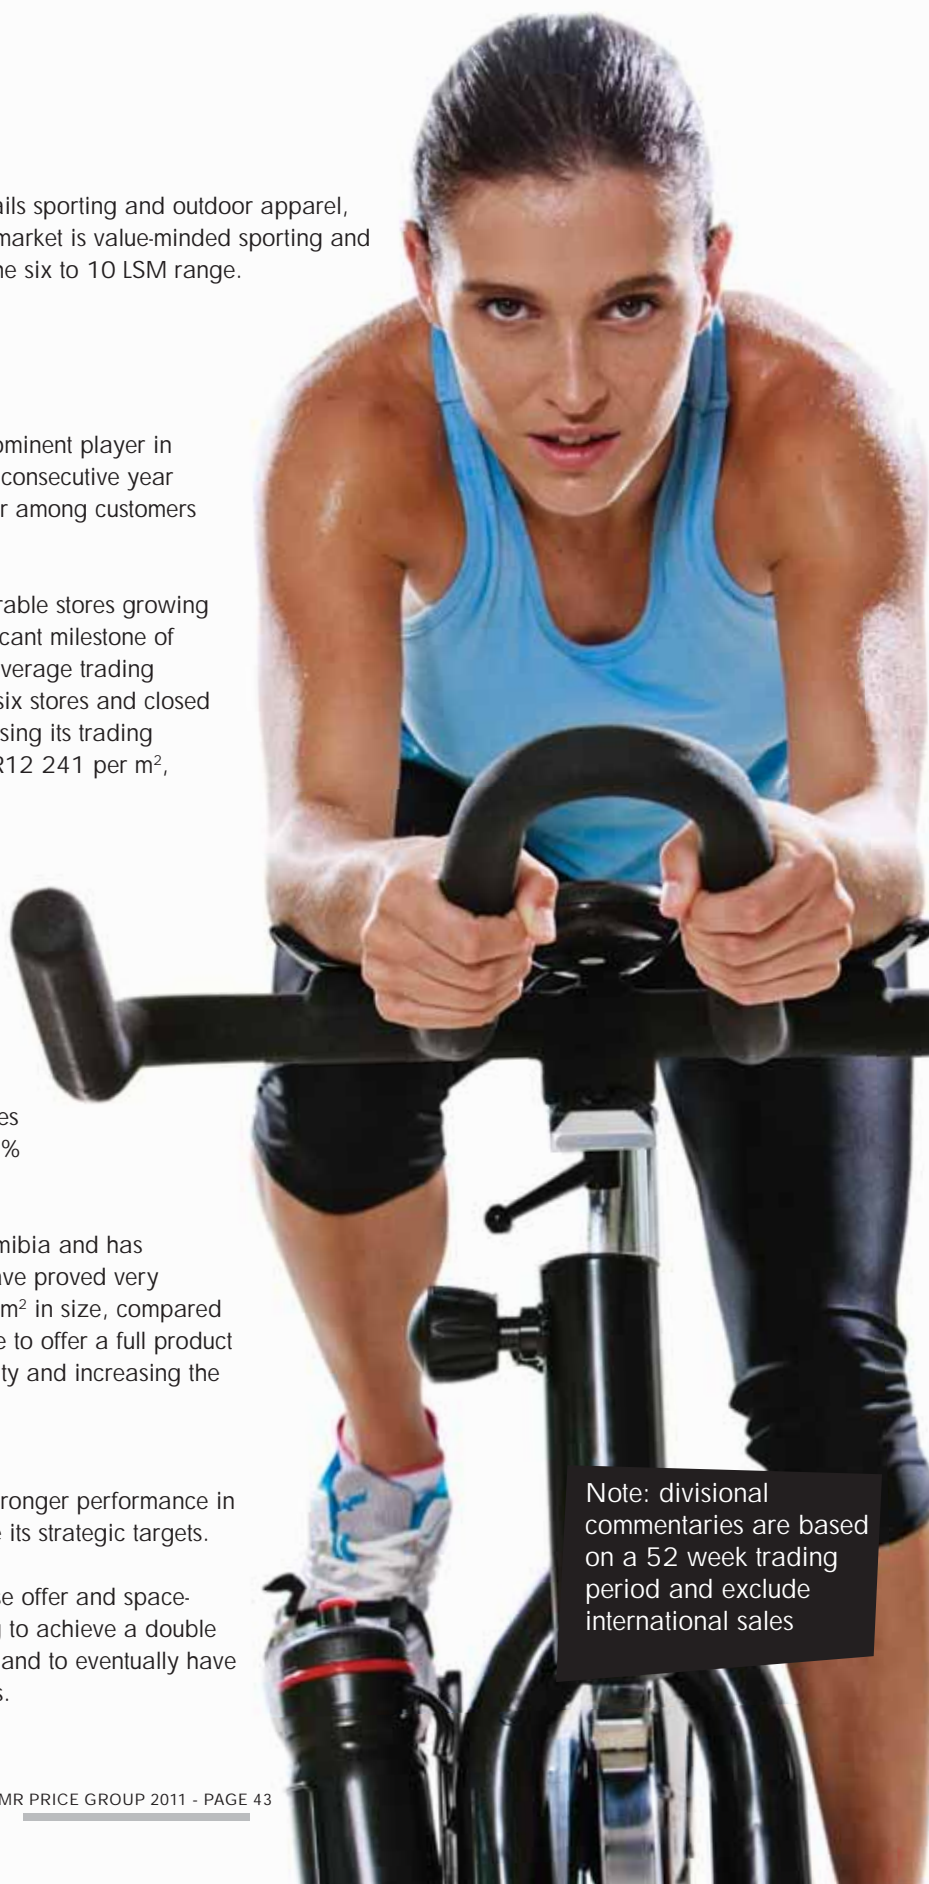 ails sporting and outdoor apparel,
market is value-minded sporting and
he six to 10 LSM range.
ominent player in
consecutive year
r among customers
rable stores growing
icant milestone of
verage trading
six stores and closed
sing its trading
R12 241 per m²,
es
%
mibia and has
ave proved very
m² in size, compared
e to offer a full product
ty and increasing the
ronger performance in
e its strategic targets.
se offer and space-
g to achieve a double
and to eventually have
s.
Note: divisional
commentaries are based
on a 52 week trading
period and exclude
international sales
MR PRICE GROUP 2011 - PAGE 43